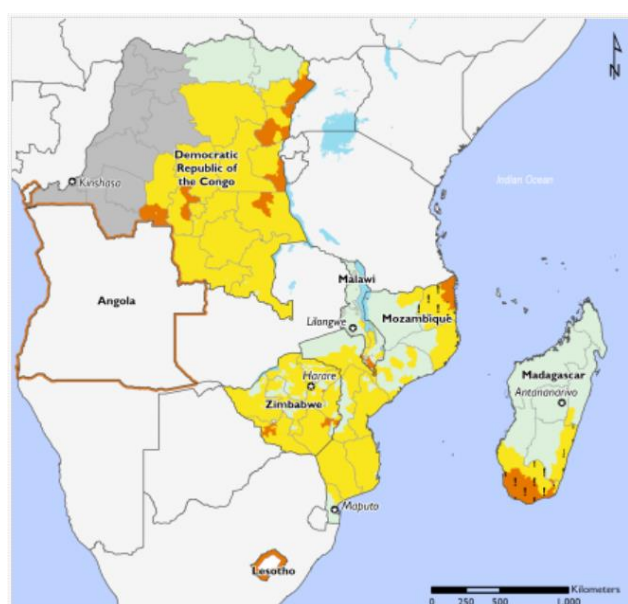 N
Kinshasa
Democratic
Republic of
the Congo
Indian Ocean
Angola
Malawi
Lilongwe
Mozambique
Harare
Zimbabwe
Madagascar
Antananarivo
Maputo
Lesotho
Kilometers
0 250 500 1,000